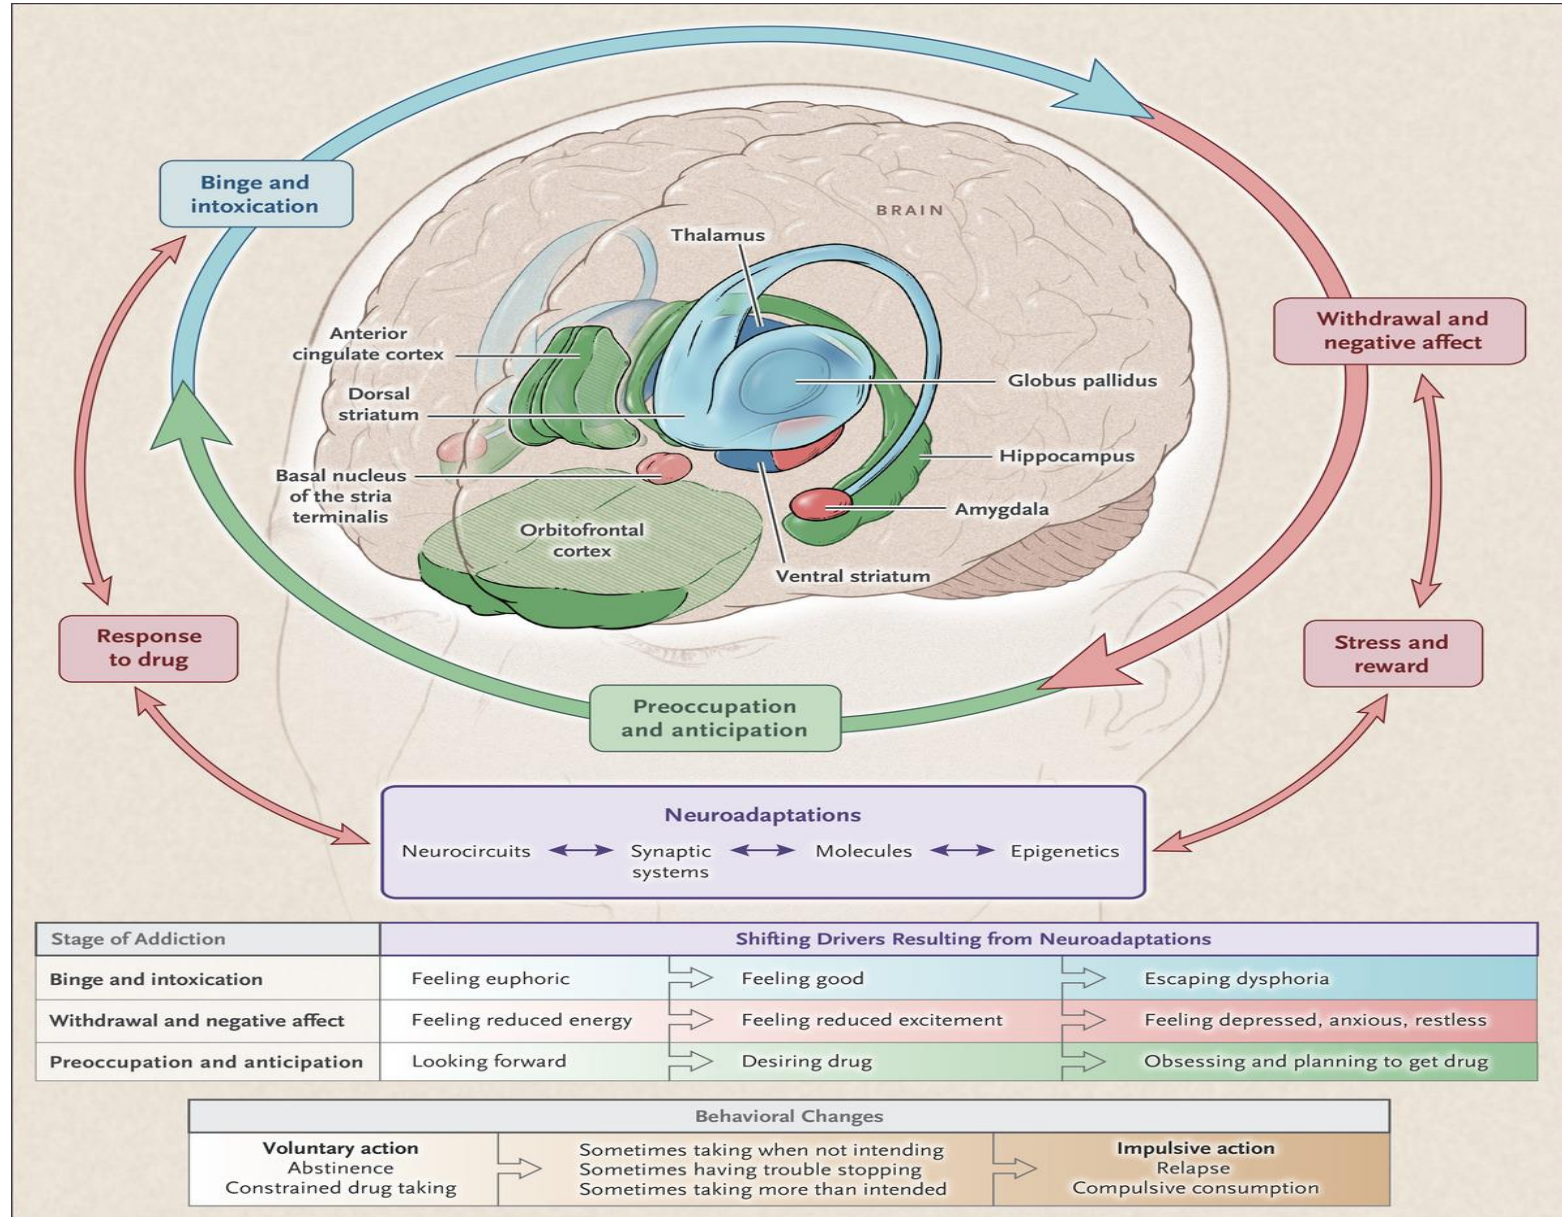 Binge and
intoxication
BRAIN
Thalamus
Anterior
cingulate cortex
Dorsal
striatum
Basal nucleus
of the stria
terminalis
Orbitofrontal
cortex
Globus pallidus
Hippocampus
Amygdala
Ventral striatum
Withdrawal and
negative affect
Response
to drug
Stress and
reward
Preoccupation
and anticipation
Neuroadaptations
Neurocircuits Synaptic systems Molecules Epigenetics
Stage of Addiction Shifting Drivers Resulting from Neuroadaptations
Binge and intoxication Feeling euphoric Feeling good Escaping dysphoria
Withdrawal and negative affect Feeling reduced energy Feeling reduced excitement Feeling depressed, anxious, restless
Preoccupation and anticipation Looking forward Desiring drug Obsessing and planning to get drug
Behavioral Changes
Voluntary action Sometimes taking when not intending Impulsive action
Abstinence Sometimes having trouble stopping Relapse
Constrained drug taking Sometimes taking more than intended Compulsive consumption